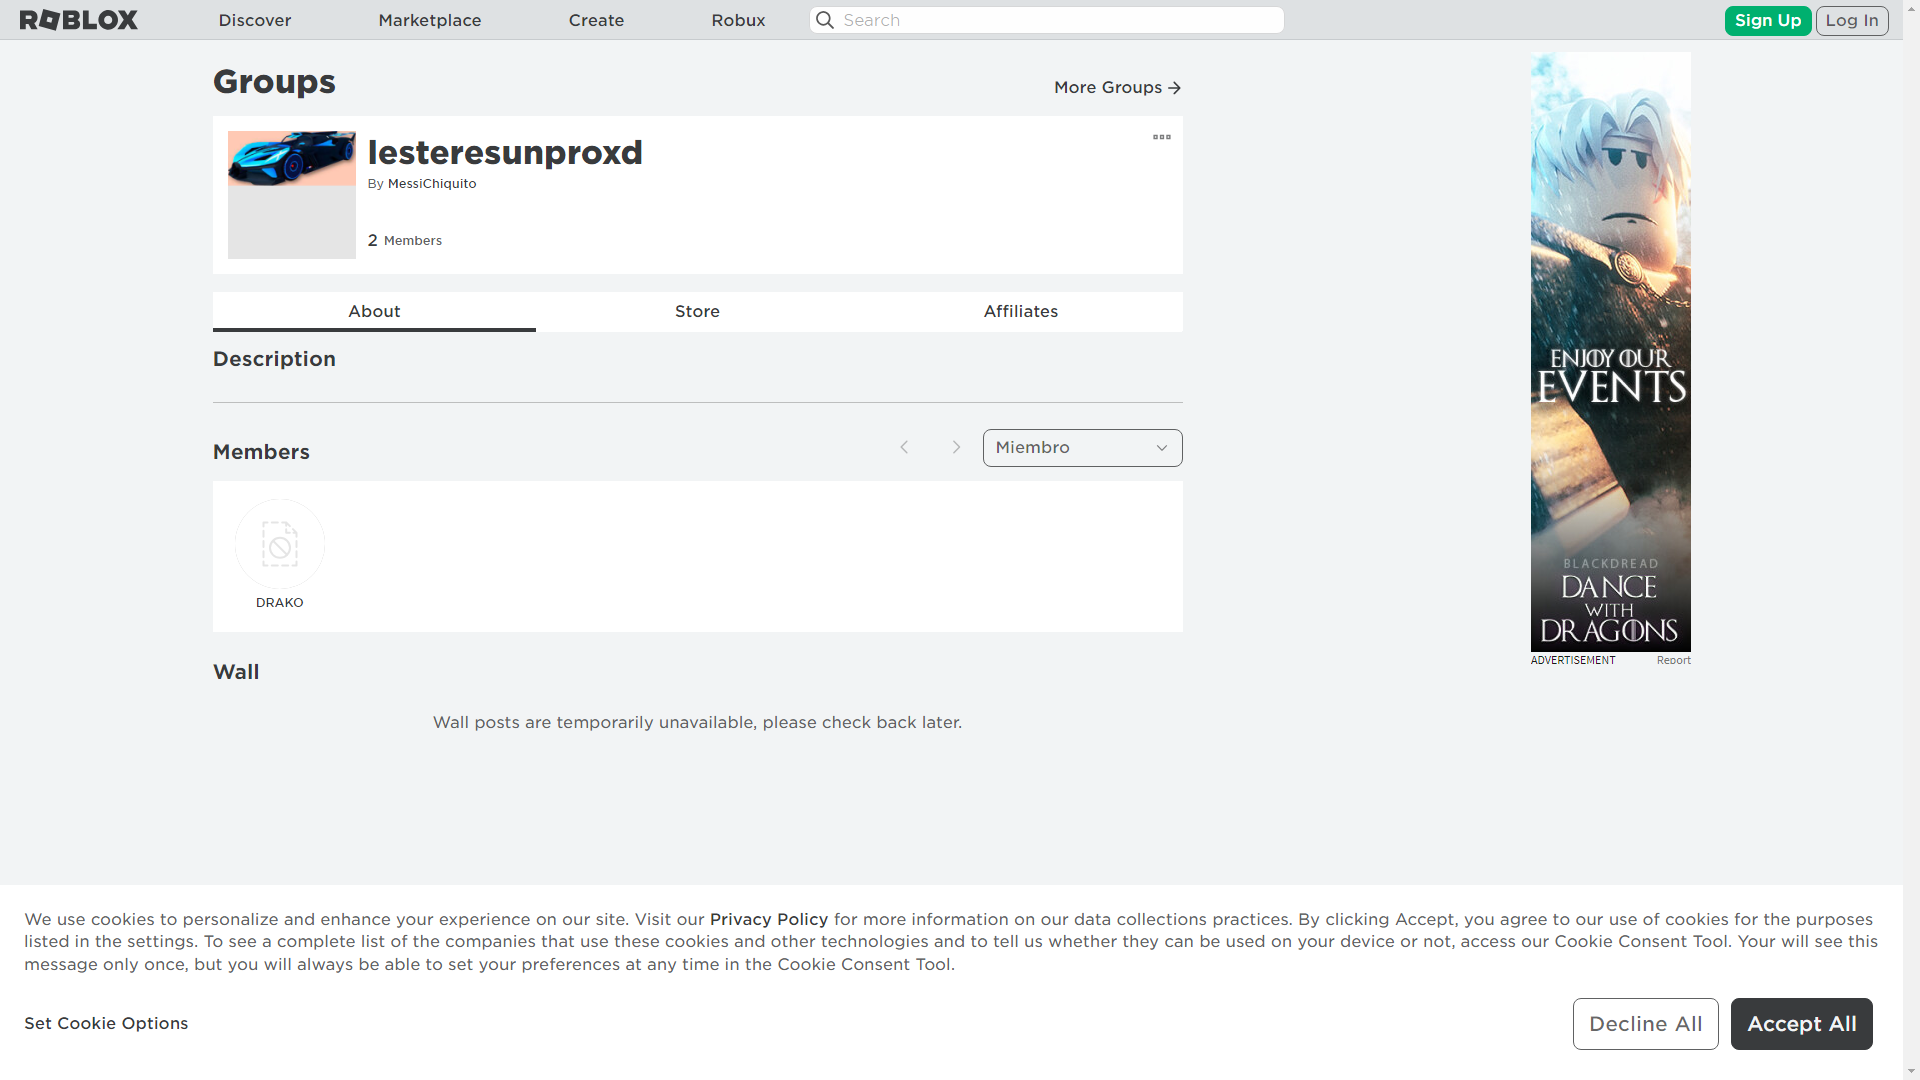 ROBLOX
Discover
Marketplace
Create
Robux
Search
Sign Up
Log In
Groups
More Groups
lesteresunproxd
By MessiChiquito
2 Members
About
Store
Affiliates
Description
Members
Miembro
DRAKO
Wall
Wall posts are temporarily unavailable, please check back later.
ENJOY OUR
EVENTS
BLACKDREAD
DANCE
WITH
DRAGONS
ADVERTISEMENT
Report
We use cookies to personalize and enhance your experience on our site. Visit our Privacy Policy for more information on our data collections practices. By clicking Accept, you agree to our use of cookies for the purposes
listed in the settings. To see a complete list of the companies that use these cookies and other technologies and to tell us whether they can be used on your device or not, access our Cookie Consent Tool. Your will see this
message only once, but you will always be able to set your preferences at any time in the Cookie Consent Tool.
Set Cookie Options
Decline All
Accept All